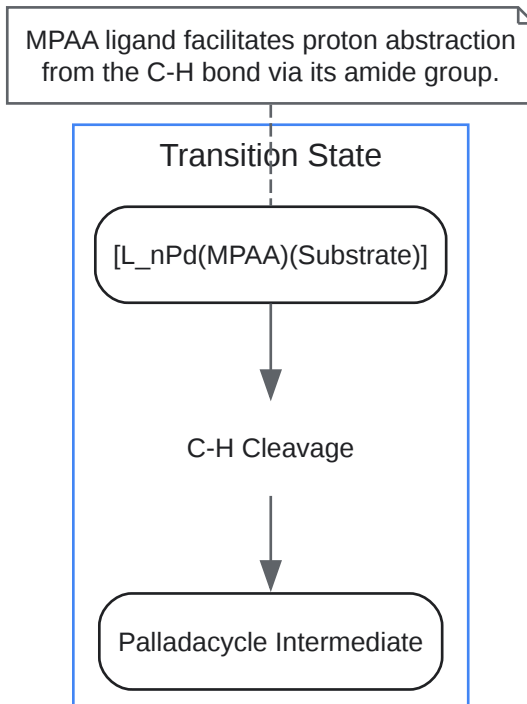 MPAA ligand facilitates proton abstraction
from the C-H bond via its amide group.
Transition State
[L_nPd(MPAA)(Substrate)]
C-H Cleavage
Palladacycle Intermediate